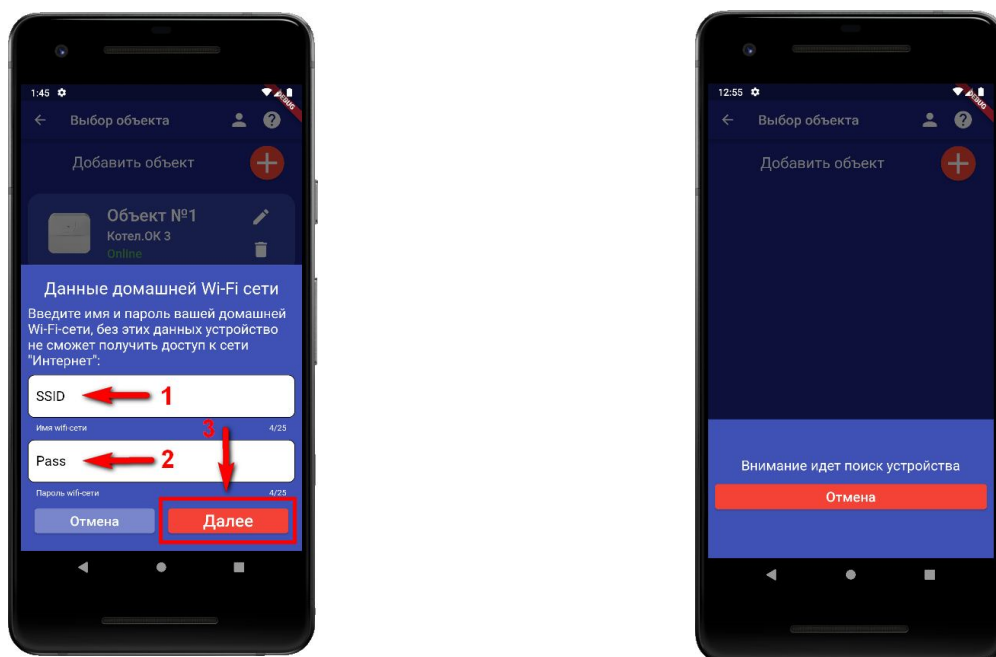 1:45
DEBUG
Выбор объекта
Добавить объект
Объект №1
Котел.ОК 3
Online
Данные домашней Wi-Fi сети
Введите имя и пароль вашей домашней
Wi-Fi-сети, без этих данных устройство
не сможет получить доступ к сети
"Интернет":
SSID 1
Имя wifi-сети 4/25
3
Pass 2
Пароль wifi-сети 4/25
Отмена Далее
12:55
DEBUG
Выбор объекта
Добавить объект
Внимание идет поиск устройства
Отмена